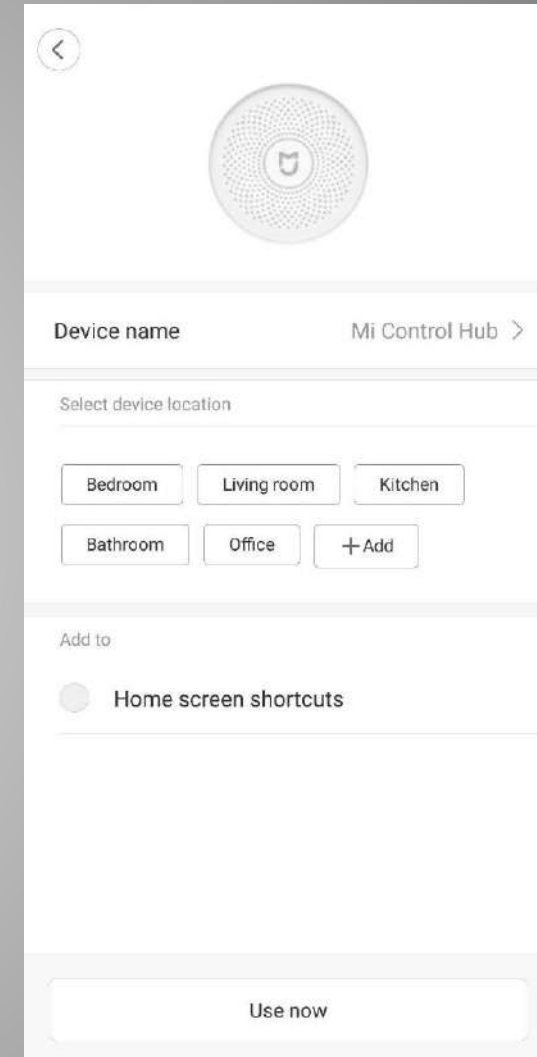 Device name Mi Control Hub >
Select device location
Bedroom Living room Kitchen
Bathroom Office +Add
Add to
Home screen shortcuts
Use now